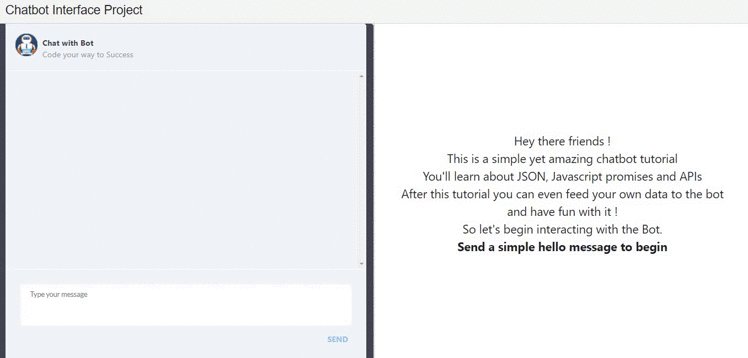 Chatbot Interface Project
Chat with Bot
Code your way to Success
Type your message
SEND
Hey there friends !
This is a simple yet amazing chatbot tutorial
You'll learn about JSON, Javascript promises and APIs
After this tutorial you can even feed your own data to the bot
and have fun with it !
So let's begin interacting with the Bot.
Send a simple hello message to begin